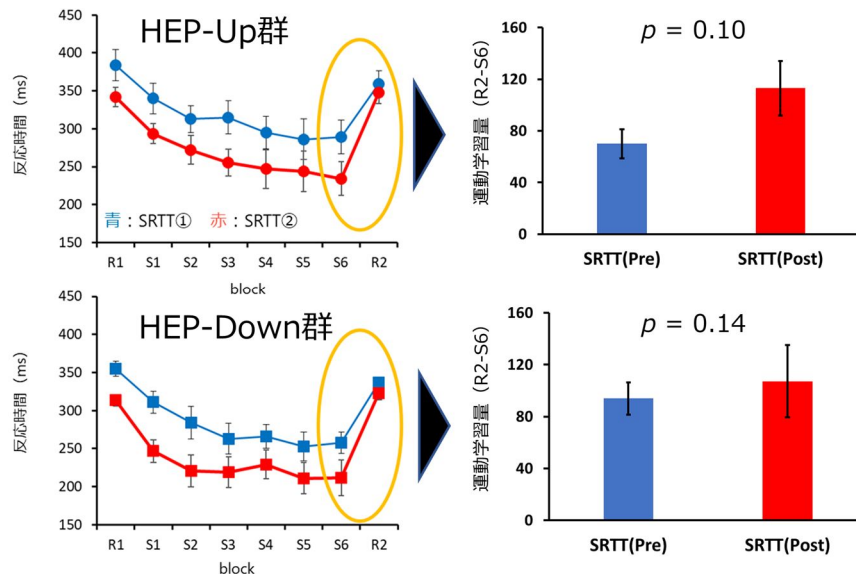 HEP-Up群
450
400
350
300
250
200
150
反応時間（ms）
青：SRTT① 赤：SRTT②
R1 S1 S2 S3 S4 S5 S6 R2
block
p = 0.10
160
120
80
40
0
運動学習量（R2-S6）
SRTT(Pre) SRTT(Post)
HEP-Down群
450
400
350
300
250
200
150
反応時間（ms）
R1 S1 S2 S3 S4 S5 S6 R2
block
p = 0.14
160
120
80
40
0
運動学習量（R2-S6）
SRTT(Pre) SRTT(Post)